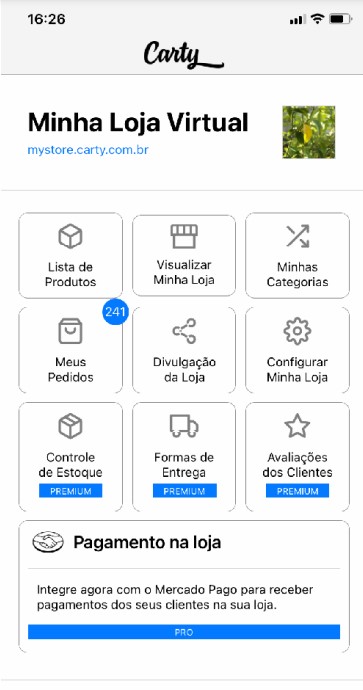 16:26
Carty
Minha Loja Virtual
mystore.carty.com.br
Lista de
Produtos
Visualizar
Minha Loja
Minhas
Categorias
241
Meus
Pedidos
Divulgação
da Loja
Configurar
Minha Loja
Controle
de Estoque
PREMIUM
Formas de
Entrega
PREMIUM
Avaliações
dos Clientes
PREMIUM
Pagamento na loja
Integre agora com o Mercado Pago para receber
pagamentos dos seus clientes na sua loja.
PRO